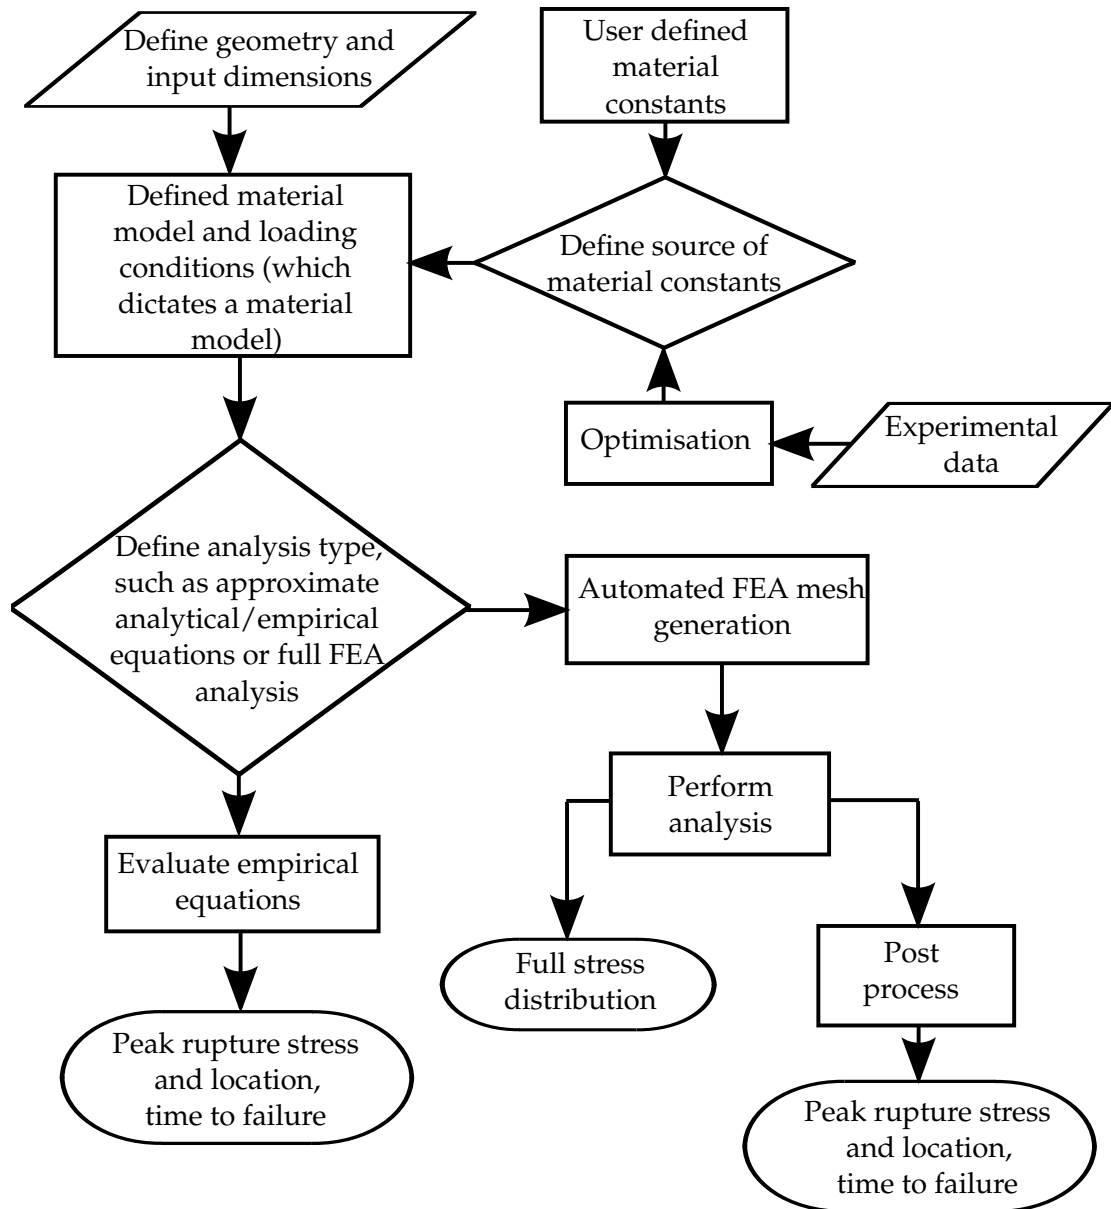 Define geometry and
input dimensions
User defined
material
constants
Defined material
model and loading
conditions (which
dictates a material
model)
Define source of
material constants
Optimisation
Experimental
data
Define analysis type,
such as approximate
analytical/empirical
equations or full FEA
analysis
Automated FEA mesh
generation
Perform
analysis
Evaluate empirical
equations
Full stress
distribution
Post
process
Peak rupture stress
and location,
time to failure
Peak rupture stress
and location,
time to failure